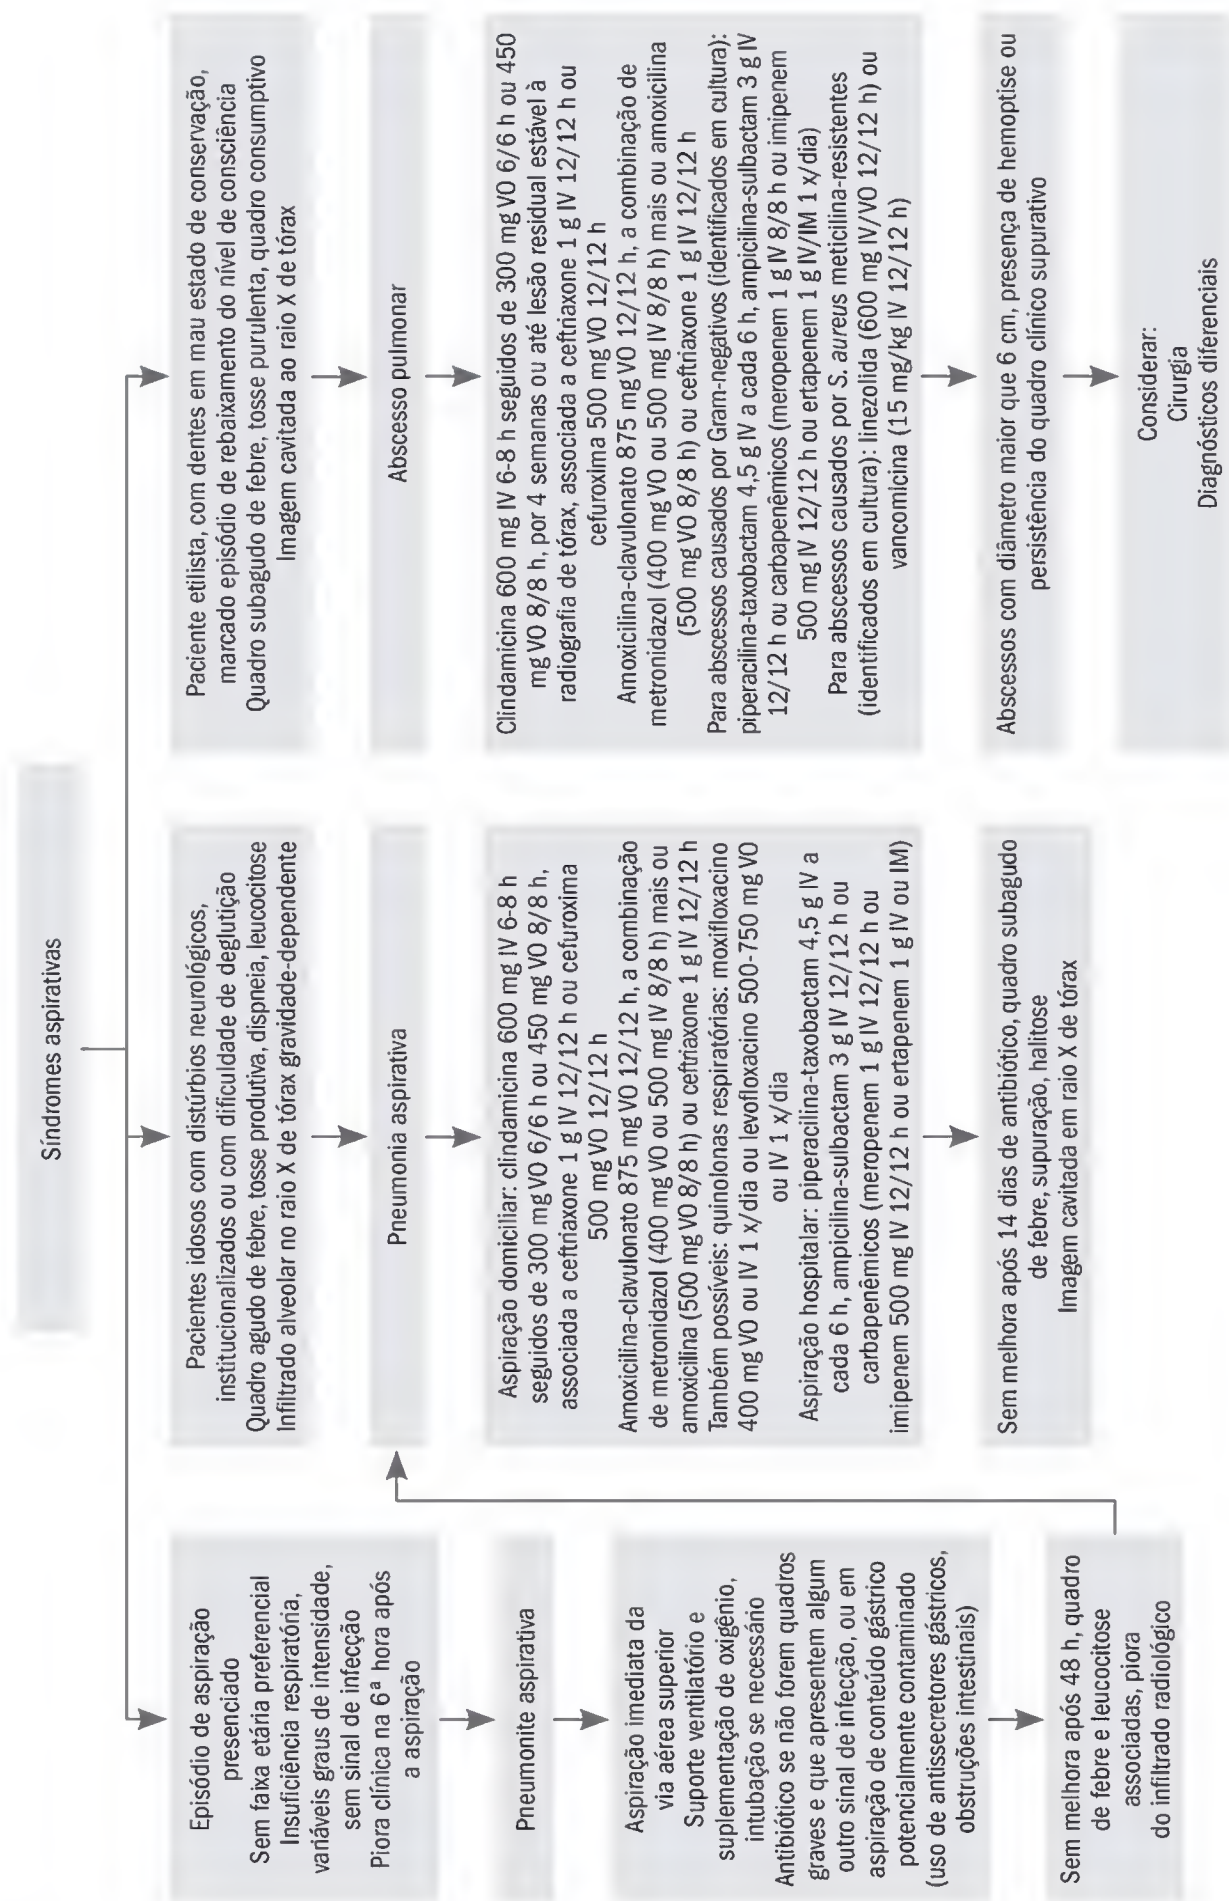 Síndromes aspirativas
Episódio de aspiração
presenciado
Sem faixa etária preferencial
Insuficiência respiratória,
variáveis graus de intensidade,
sem sinal de infecção
Piora clínica na 6ª hora após
a aspiração
Pneumonite aspirativa
Aspiração imediata da
via aérea superior
Suporte ventilatório e
suplementação de oxigênio,
intubação se necessário
Antibiótico se não forem quadros
graves e que apresentem algum
outro sinal de infecção, ou em
aspiração de conteúdo gástrico
potencialmente contaminado
(uso de antissecretores gástricos,
obstruções intestinais)
Sem melhora após 48 h, quadro
de febre e leucocitose
associadas, piora
do infiltrado radiológico
Pacientes idosos com distúrbios neurológicos,
institucionalizados ou com dificuldade de deglutição
Quadro agudo de febre, tosse produtiva, dispneia, leucocitose
Infiltrado alveolar no raio X de tórax gravidade-dependente
Pneumonia aspirativa
Aspiração domiciliar: clindamicina 600 mg IV 6-8 h
seguidos de 300 mg VO 6/6 h ou 450 mg VO 8/8 h,
associada a ceftriaxone 1 g IV 12/12 h ou cefuroxima
500 mg VO 12/12 h
Amoxicilina-clavulonato 875 mg VO 12/12 h, a combinação
de metronidazol (400 mg VO ou 500 mg IV 8/8 h) mais ou
amoxicilina (500 mg VO 8/8 h) ou ceftriaxone 1 g IV 12/12 h
Também possíveis: quinolonas respiratórias: moxifloxacino
400 mg VO ou IV 1 x/dia ou levofloxacino 500-750 mg VO
ou IV 1 x/dia
Aspiração hospitalar: piperacilina-taxobactam 4,5 g IV a
cada 6 h, ampicilina-sulbactam 3 g IV 12/12 h ou
carbapenêmicos (meropenem 1 g IV 12/12 h ou
imipenem 500 mg IV 12/12 h ou ertapenem 1 g IV ou IM)
Sem melhora após 14 dias de antibiótico, quadro subagudo
de febre, supuração, halitose
Imagem cavitada em raio X de tórax
Paciente etilista, com dentes em mau estado de conservação,
marcado episódio de rebaixamento do nível de consciência
Quadro subagudo de febre, tosse purulenta, quadro consumptivo
Imagem cavitada ao raio X de tórax
Abscesso pulmonar
Clindamicina 600 mg IV 6-8 h seguidos de 300 mg VO 6/6 h ou 450
mg VO 8/8 h, por 4 semanas ou até lesão residual estável à
radiografia de tórax, associada a ceftriaxone 1 g IV 12/12 h ou
cefuroxima 500 mg VO 12/12 h
Amoxicilina-clavulonato 875 mg VO 12/12 h, a combinação de
metronidazol (400 mg VO ou 500 mg IV 8/8 h) mais ou amoxicilina
(500 mg VO 8/8 h) ou ceftriaxone 1 g IV 12/12 h
Para abscessos causados por Gram-negativos (identificados em cultura):
piperacilina-taxobactam 4,5 g IV a cada 6 h, ampicilina-sulbactam 3 g IV
12/12 h ou carbapenêmicos (meropenem 1 g IV 8/8 h ou imipenem
500 mg IV 12/12 h ou ertapenem 1 g IV/IM 1 x/dia)
Para abscessos causados por S. aureus meticilina-resistentes
(identificados em cultura): linezolida (600 mg IV/VO 12/12 h) ou
vancomicina (15 mg/kg IV 12/12 h)
Abscessos com diâmetro maior que 6 cm, presença de hemoptise ou
persistência do quadro clínico supurativo
Considerar:
Cirurgia
Diagnósticos diferenciais